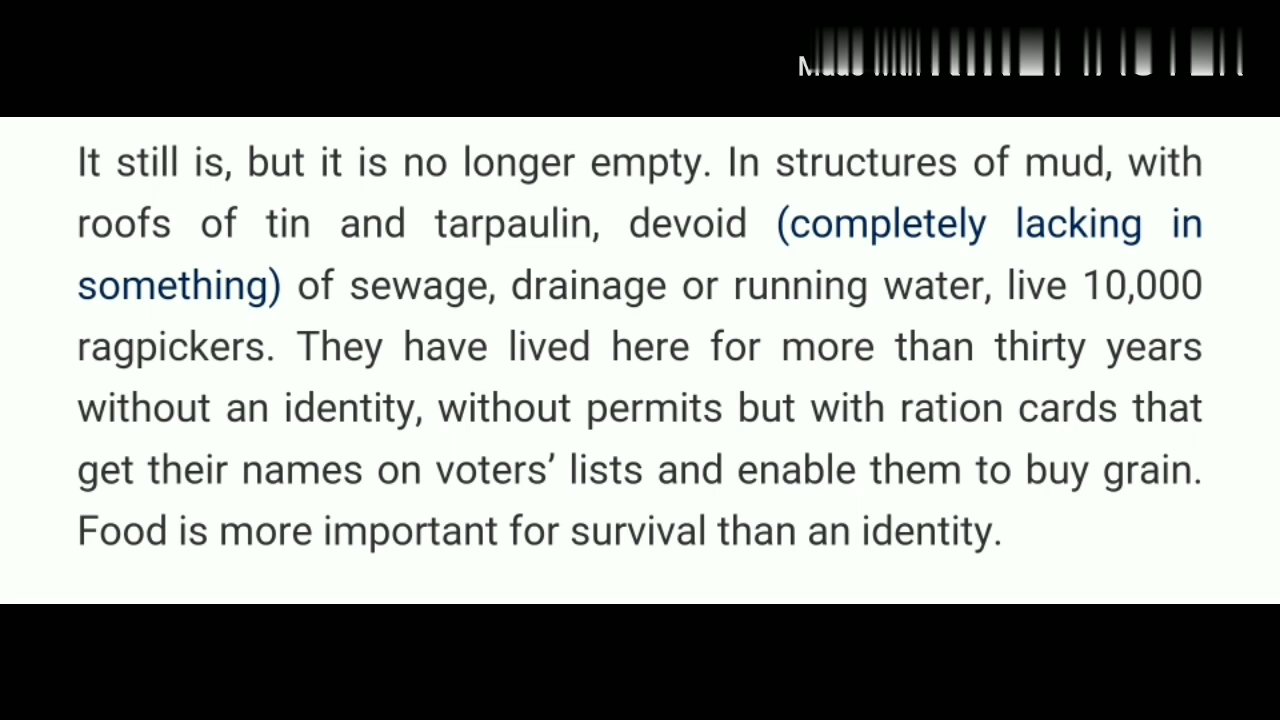 It still is, but it is no longer empty. In structures of mud, with
roofs of tin and tarpaulin, devoid (completely lacking in
something) of sewage, drainage or running water, live 10,000
ragpickers. They have lived here for more than thirty years
without an identity, without permits but with ration cards that
get their names on voters’ lists and enable them to buy grain.
Food is more important for survival than an identity.